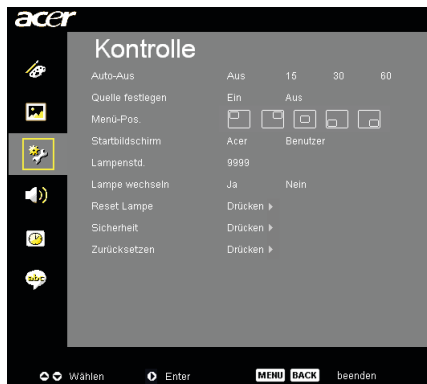 acer
Kontrolle
Auto-Aus Aus 15 30 60
Quelle festlegen Ein Aus
Menü-Pos.
Startbildschirm Acer Benutzer
Lampenstd. 9999
Lampe wechseln Ja Nein
Reset Lampe Drücken
Sicherheit Drücken
Zurücksetzen Drücken
abc
Wählen Enter MENU BACK beenden